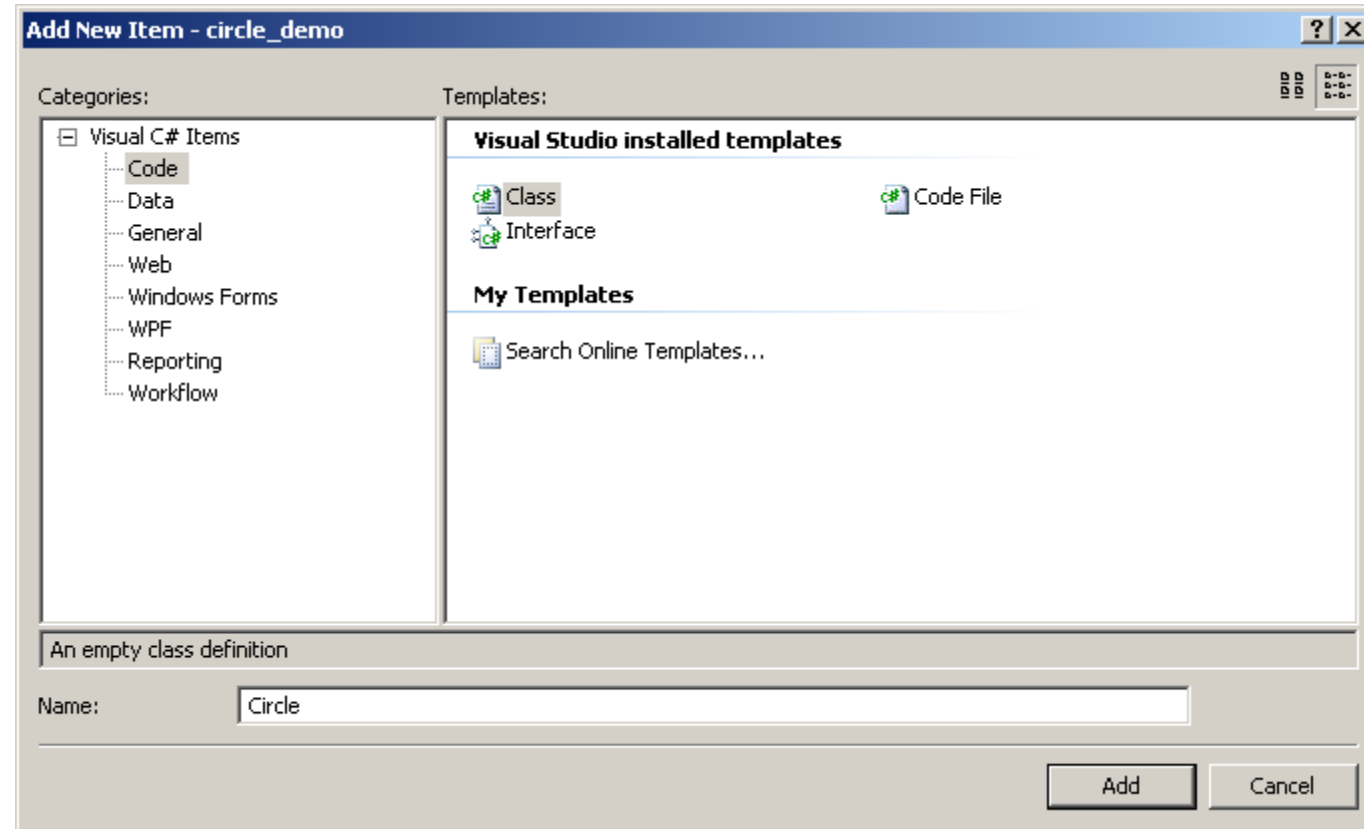 Add New Item - circle_demo
Categories:
Templates:
Visual C# Items
Code
Data
General
Web
Windows Forms
WPF
Reporting
Workflow
Visual Studio installed templates
Class
Code File
Interface
My Templates
Search Online Templates...
An empty class definition
Name:
Circle
Add
Cancel